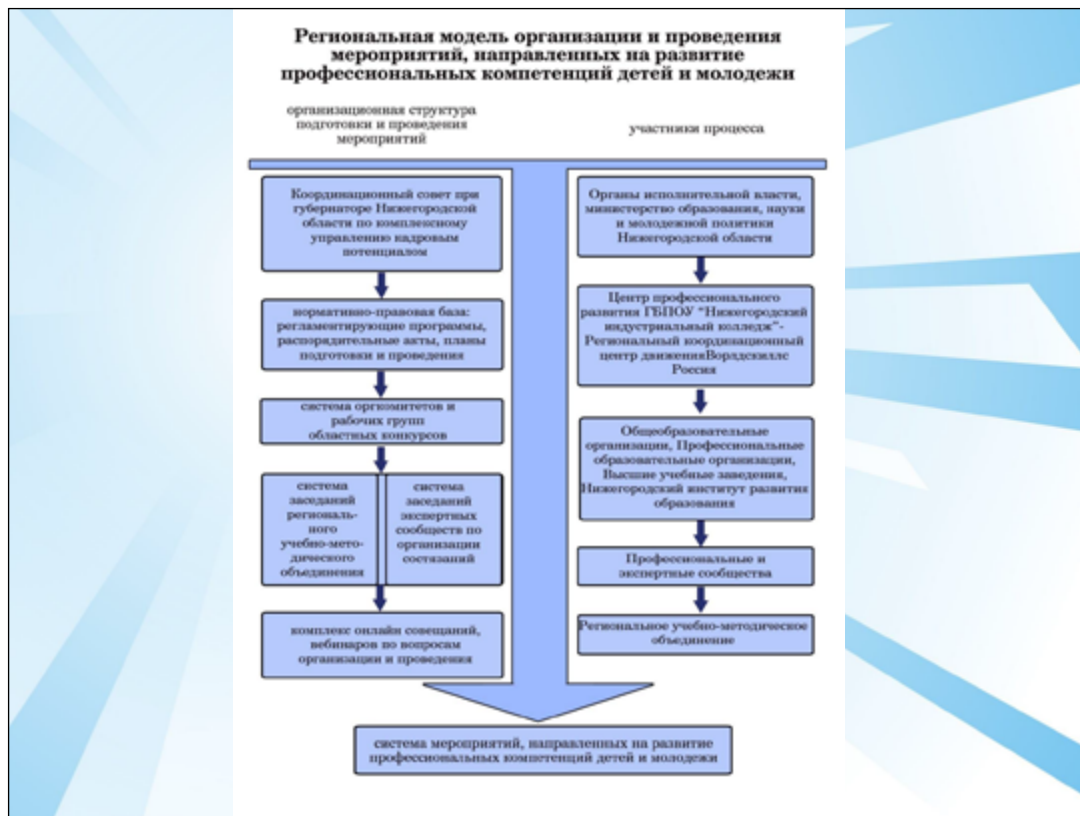 Региональная модель организации и проведения
мероприятий, направленных на развитие
профессиональных компетенций детей и молодежи
организационная структура
подготовки и проведения
мероприятий
участники процесса
Координационный совет при
губернаторе Нижегородской
области по комплексному
управлению кадровым
потенциалом
нормативно-правовая база:
регламентирующие программы,
распорядительные акты, планы
подготовки и проведения
система оргкомитетов и
рабочих групп
областных конкурсов
система
заседаний
региональ-
ного
учебно-мето-
дического
объединения
система
заседаний
экспертных
сообществ по
организации
состязаний
комплекс онлайн совещаний,
вебинаров по вопросам
организации и проведения
Органы исполнительной власти,
министерство образования, науки
и молодежной политики
Нижегородской области
Центр профессионального
развития ГБПОУ "Нижегородский
индустриальный колледж"-
Региональный координационный
центр движенияВорлдскиллс
Россия
Общеобразовательные
организации, Профессиональные
образовательные организации,
Высшие учебные заведения,
Нижегородский институт развития
образования
Профессиональные и
экспертные сообщества
Региональное учебно-методическое
объединение
система мероприятий, направленных на развитие
профессиональных компетенций детей и молодежи